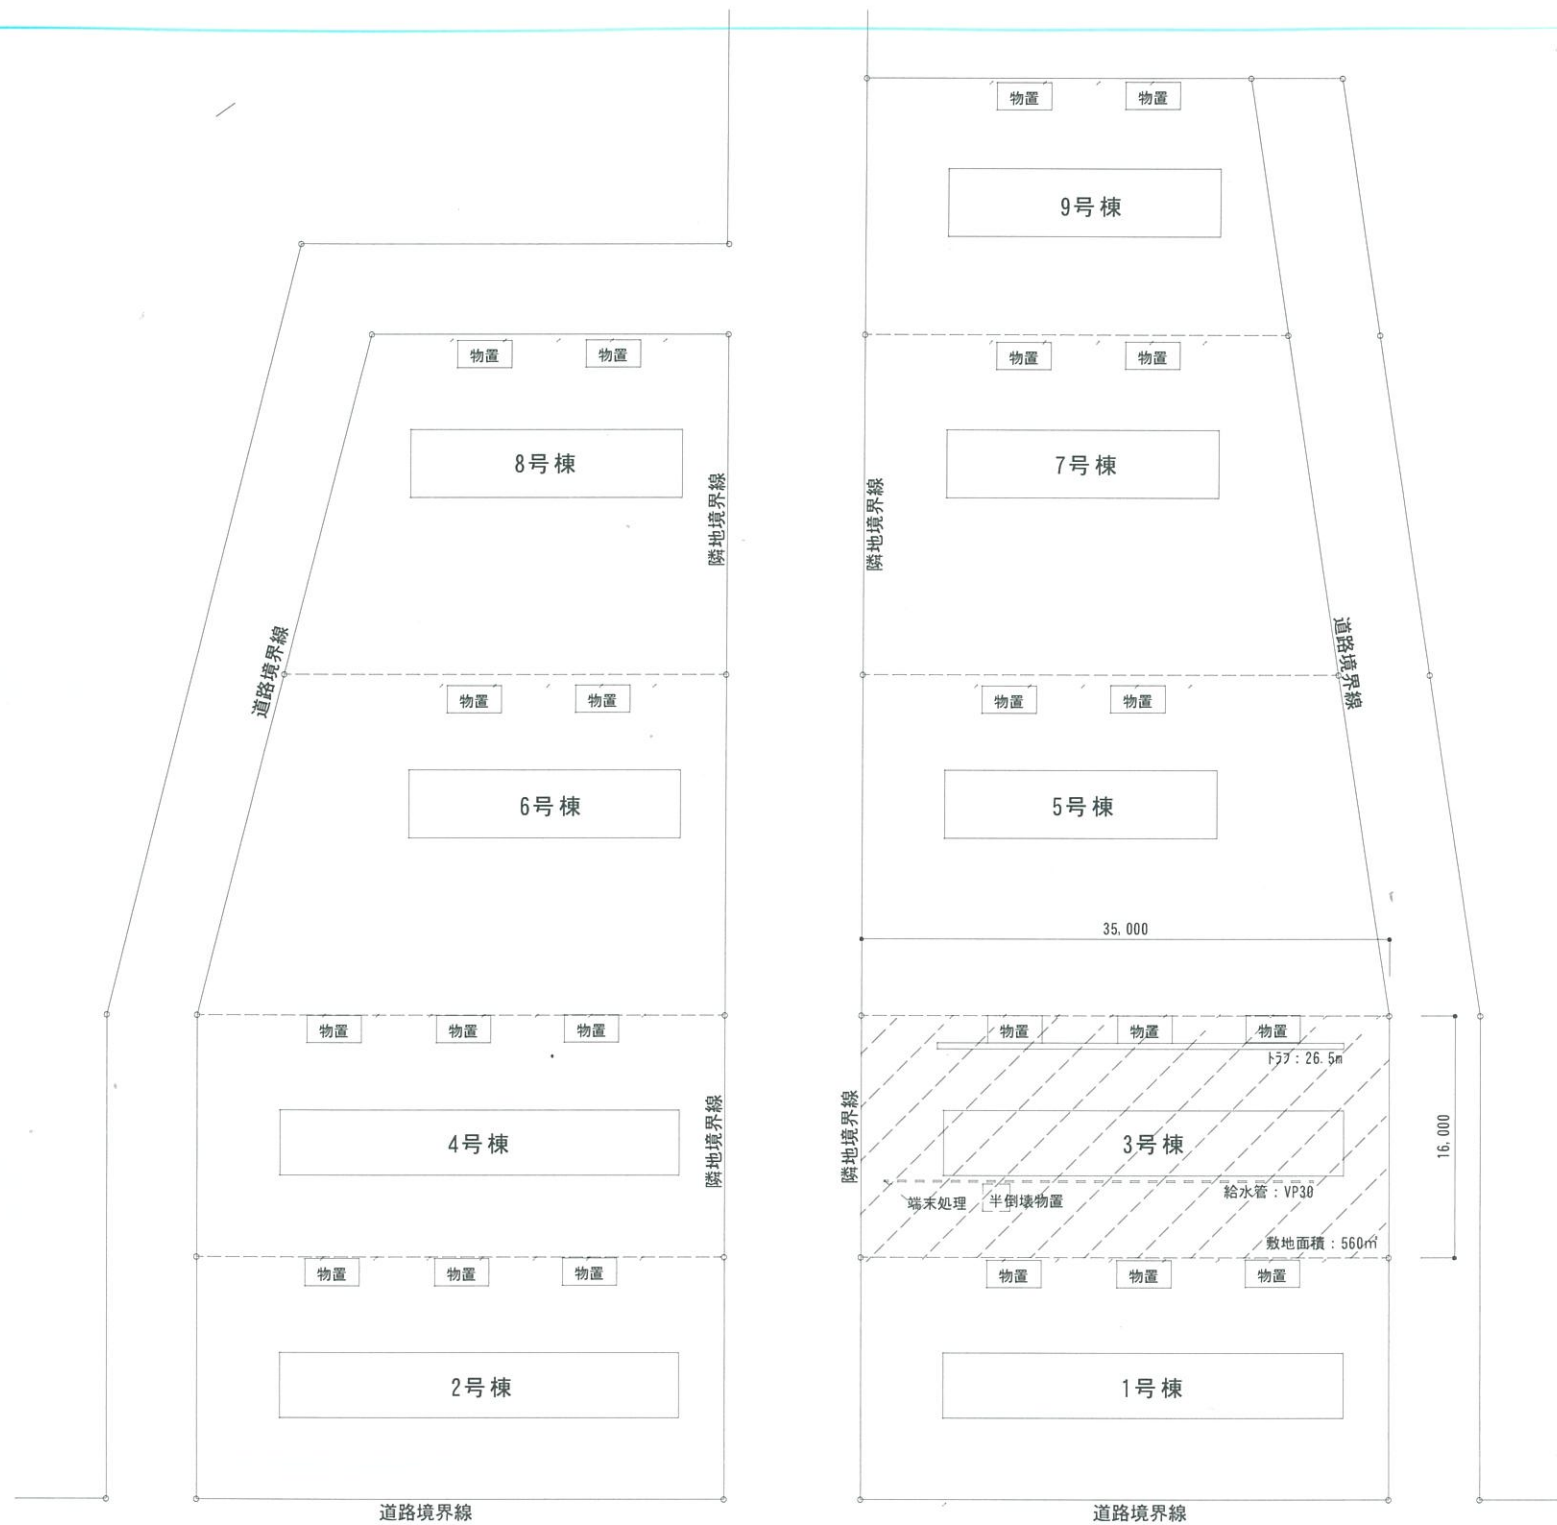 物置
物置
9号棟
物置
物置
物置
物置
8号棟
7号棟
隣地境界線
隣地境界線
道路境界線
道路境界線
物置
物置
物置
物置
6号棟
5号棟
35,000
物置
物置
物置
物置
物置
物置
トラフ：26.5m
4号棟
3号棟
隣地境界線
隣地境界線
16,000
端末処理
半倒壊物置
給水管：VP30
敷地面積：560㎡
物置
物置
物置
物置
物置
物置
2号棟
1号棟
道路境界線
道路境界線